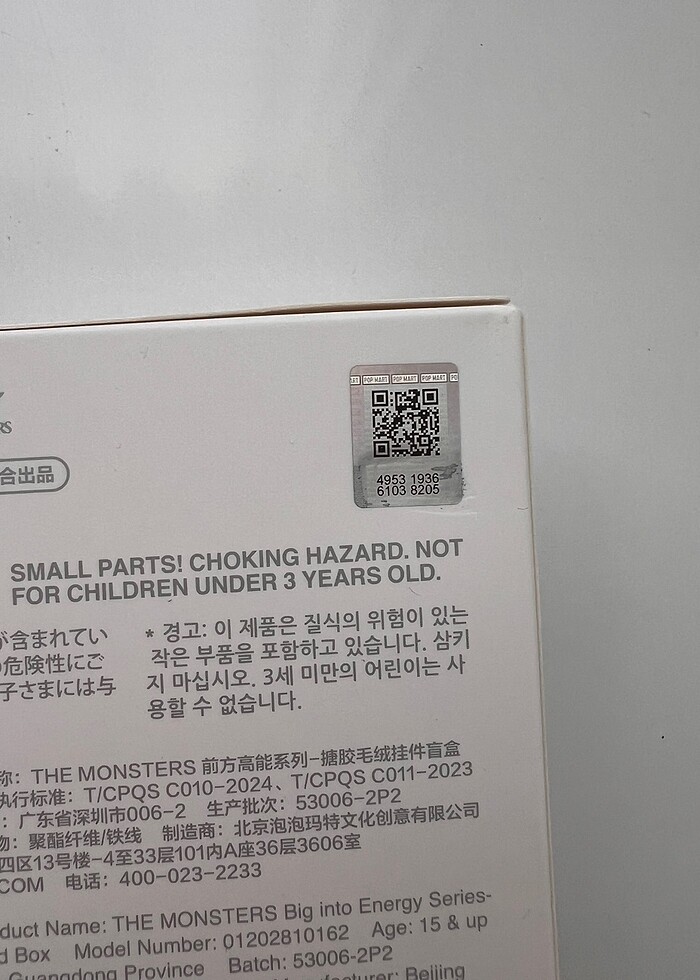 RS
合出品
ART POP MART POP MART POP MART PO
4953 1936
6103 8205
SMALL PARTS! CHOKING HAZARD. NOT
FOR CHILDREN UNDER 3 YEARS OLD.
が含まれてい
危険性にご
子さまには与
* 경고: 이 제품은 질식의 위험이 있는
작은 부품을 포함하고 있습니다. 삼키
지 마십시오. 3세 미만의 어린이는 사
용할 수 없습니다.
称: THE MONSTERS 前方高能系列-搪胶毛绒挂件盲盒
执行标准: T/CPQS C010-2024、T/CPQS C011-2023
: 广东省深圳市006-2 生产批次: 53006-2P2
物: 聚酯纤维/铁线 制造商: 北京泡泡玛特文化创意有限公司
四区13号楼-4至33层101内A座36层3606室
COM 电话: 400-023-2233
duct Name: THE MONSTERS Big into Energy Series-
d Box Model Number: 01202810162 Age: 15 & up
Guangdong Province Batch: 53006-2P2
Manufacturer: Beijing